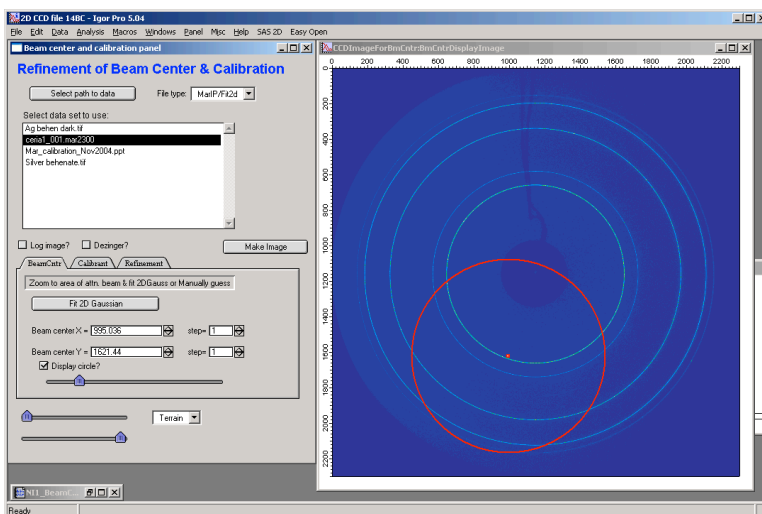 2D CCD file 14BC - Igor Pro 5.04
File Edit Data Analysis Macros Windows Panel Misc Help SAS 2D Easy Open
Beam center and calibration panel
Refinement of Beam Center & Calibration
Select path to data File type: MarIP/Fit2d
Select data set to use:
Ag behen dark.tif
ceria1_001.mar2300
Mar_calibration_Nov2004.ppt
Silver behenate.tif
Log image? Dezinger? Make Image
BeamCntr Calibrant Refinement
Zoom to area of attn. beam & fit 2DGauss or Manually guess
Fit 2D Gaussian
Beam center X = 995.036 step= 1
Beam center Y = 1621.44 step= 1
Display circle?
Terrain
CCDImageForBmCntr:BmCntrDisplayImage
0 200 400 600 800 1000 1200 1400 1600 1800 2000 2200
0
200
400
600
800
1000
1200
1400
1600
1800
2000
2200
NI1_BeamC...
Ready